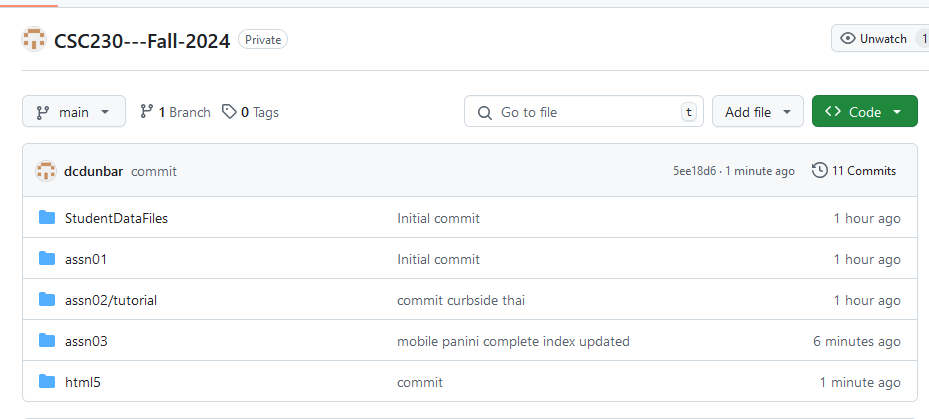 CSC230---Fall-2024 Private Unwatch 1
main 1 Branch 0 Tags Go to file t Add file Code
dcdunbar commit 5ee18d6 · 1 minute ago 11 Commits
StudentDataFiles Initial commit 1 hour ago
assn01 Initial commit 1 hour ago
assn02/tutorial commit curbside thai 1 hour ago
assn03 mobile panini complete index updated 6 minutes ago
html5 commit 1 minute ago